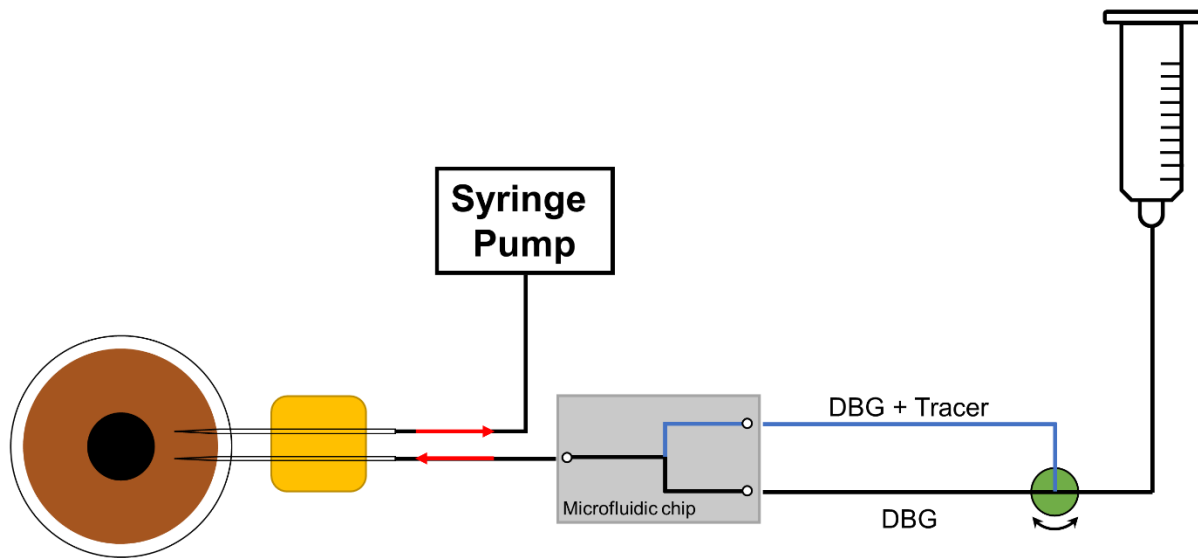 Syringe
Pump
DBG + Tracer
Microfluidic chip
DBG